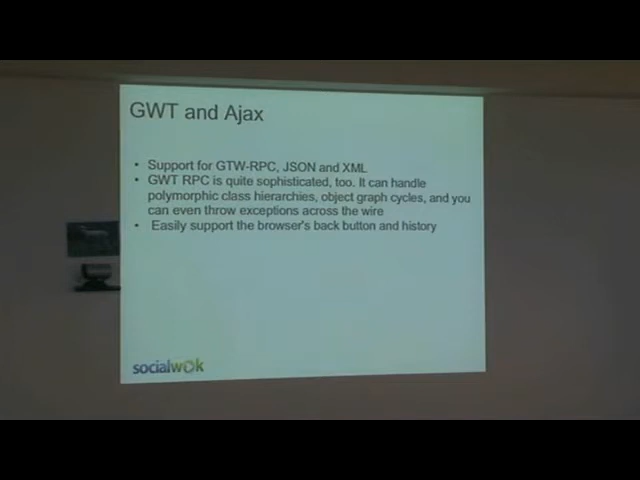 GWT and Ajax
• Support for GTW-RPC, JSON and XML
• GWT RPC is quite sophisticated, too. It can handle
polymorphic class hierarchies, object graph cycles, and you
can even throw exceptions across the wire
• Easily support the browser's back button and history
socialwok